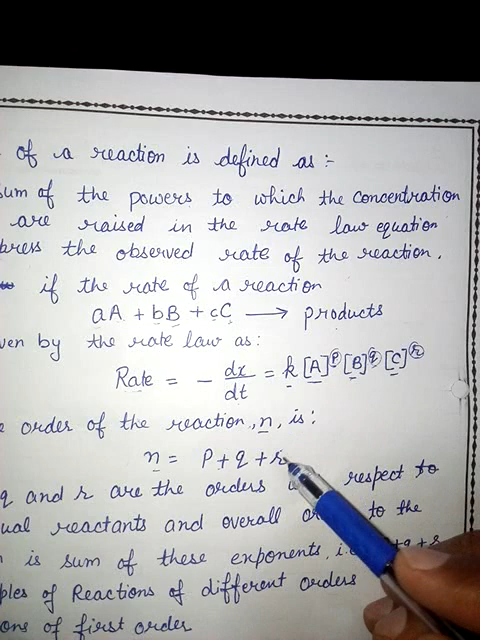 of a reaction is defined as :-
sum of the powers to which the concentration
are raised in the rate law equation
press the observed rate of the reaction.
if the rate of a reaction
aA + bB + cC ⟶ products
ven by the rate law as:
Rate = - dx/dt = k [A]^p [B]^q [C]^r
e order of the reaction, n, is:
n = p + q + r
q and r are the orders respect to
ual reactants and overall to the
n is sum of these exponents, i.e. + q + r
ples of Reactions of different orders
ons of first order